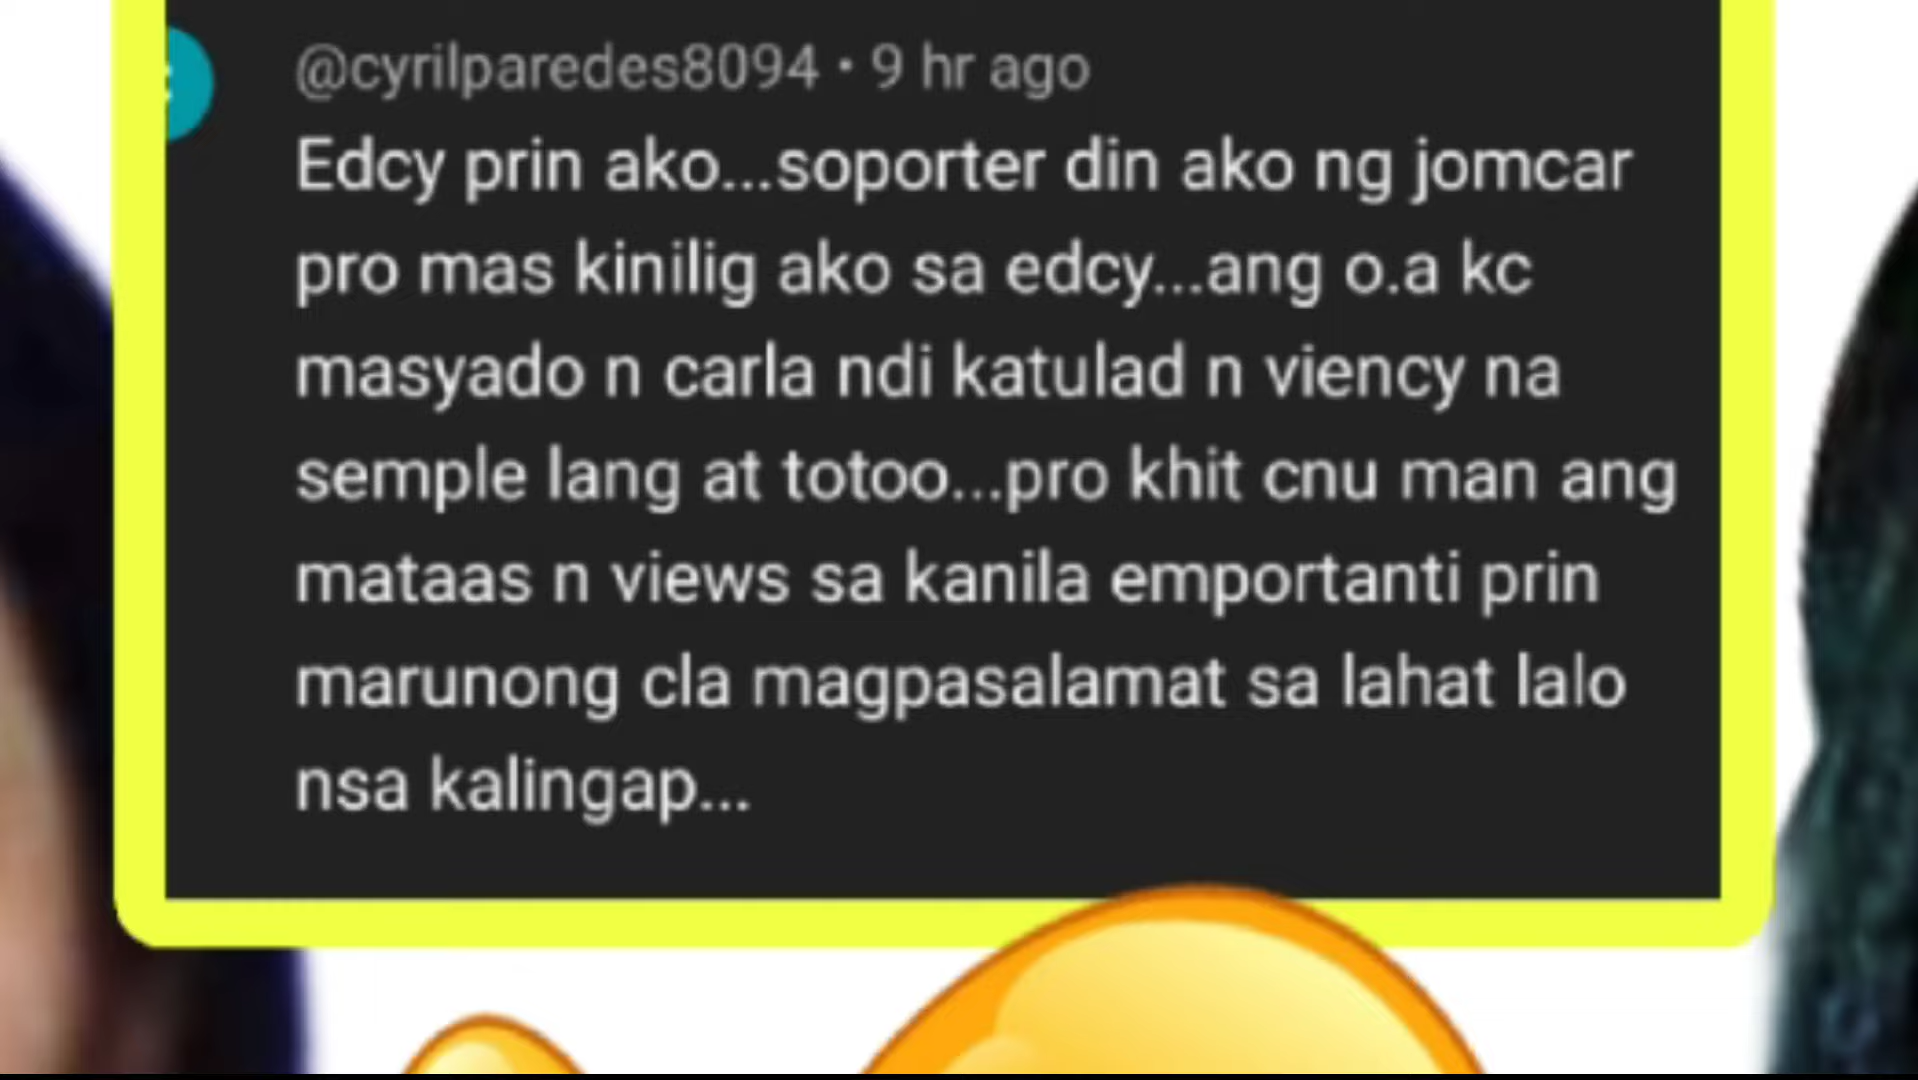 @cyrilparedes8094 • 9 hr ago
Edcy prin ako...soporter din ako ng jomcar
pro mas kinilig ako sa edcy...ang o.a kc
masyado n carla ndi katulad n viency na
semple lang at totoo...pro khit cnu man ang
mataas n views sa kanila emportanti prin
marunong cla magpasalamat sa lahat lalo
nsa kalingap...